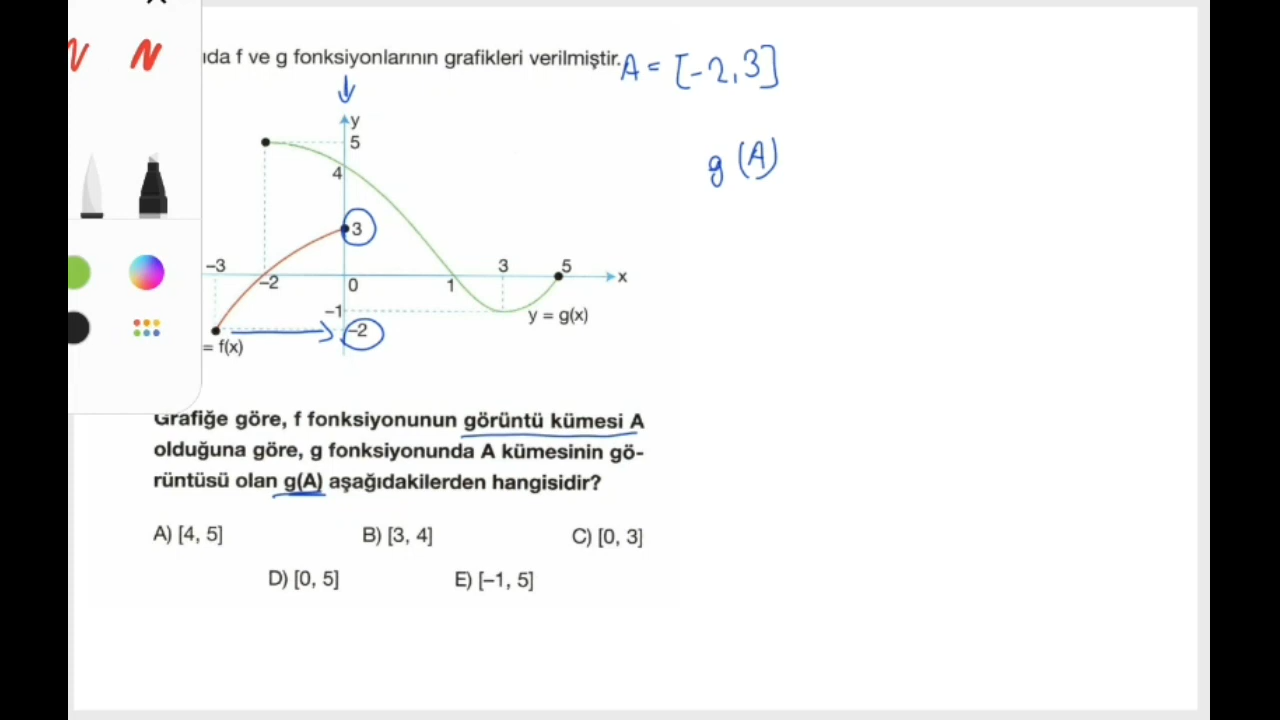 ıda f ve g fonksiyonlarının grafikleri verilmiştir.
A = [-2,3]
g (A)
y
5
4
3
-3
-2
0
1
3
5
x
-1
-2
y = g(x)
= f(x)
Grafiğe göre, f fonksiyonunun görüntü kümesi A
olduğuna göre, g fonksiyonunda A kümesinin gö-
rüntüsü olan g(A) aşağıdakilerden hangisidir?
A) [4, 5] B) [3, 4] C) [0, 3]
D) [0, 5] E) [–1, 5]